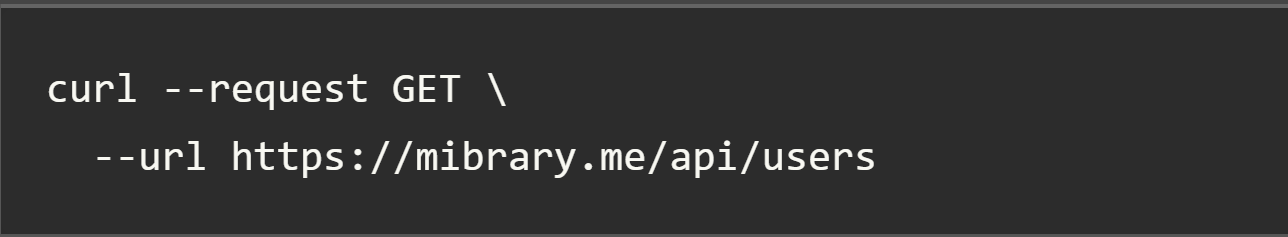 curl --request GET \
--url https://mibrary.me/api/users